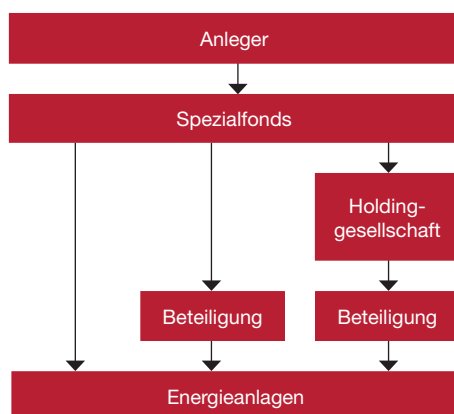 Anleger
Spezialfonds
Holding-
gesellschaft
Beteiligung
Beteiligung
Energieanlagen